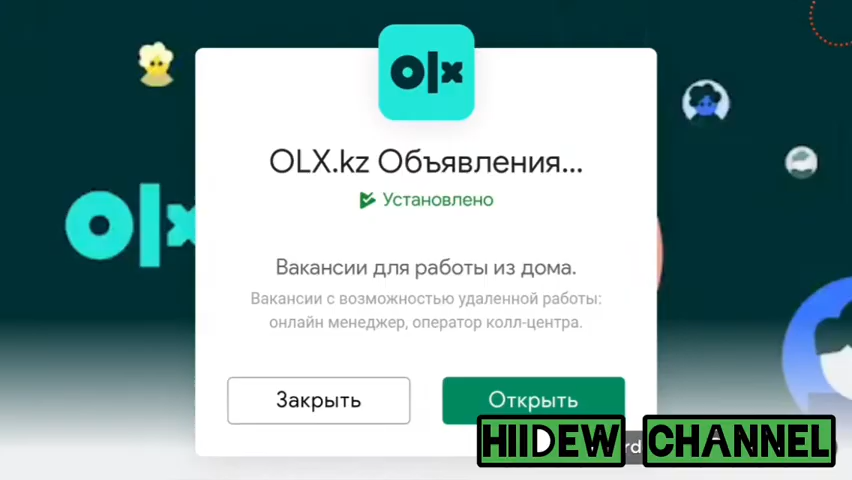 olx
OLX.kz Объявления...
Установлено
olx
Вакансии для работы из дома.
Вакансии с возможностью удаленной работы:
онлайн менеджер, оператор колл-центра.
Закрыть
Открыть
HIIDEW CHANNEL